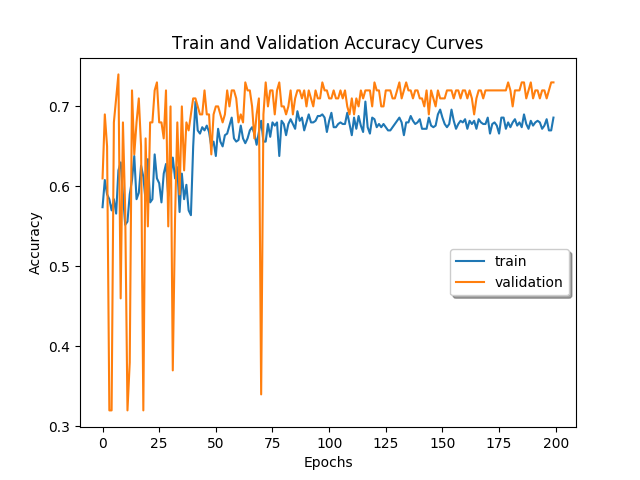 Train and Validation Accuracy Curves
Accuracy
0.7
0.6
0.5
0.4
0.3
train
validation
0 25 50 75 100 125 150 175 200
Epochs